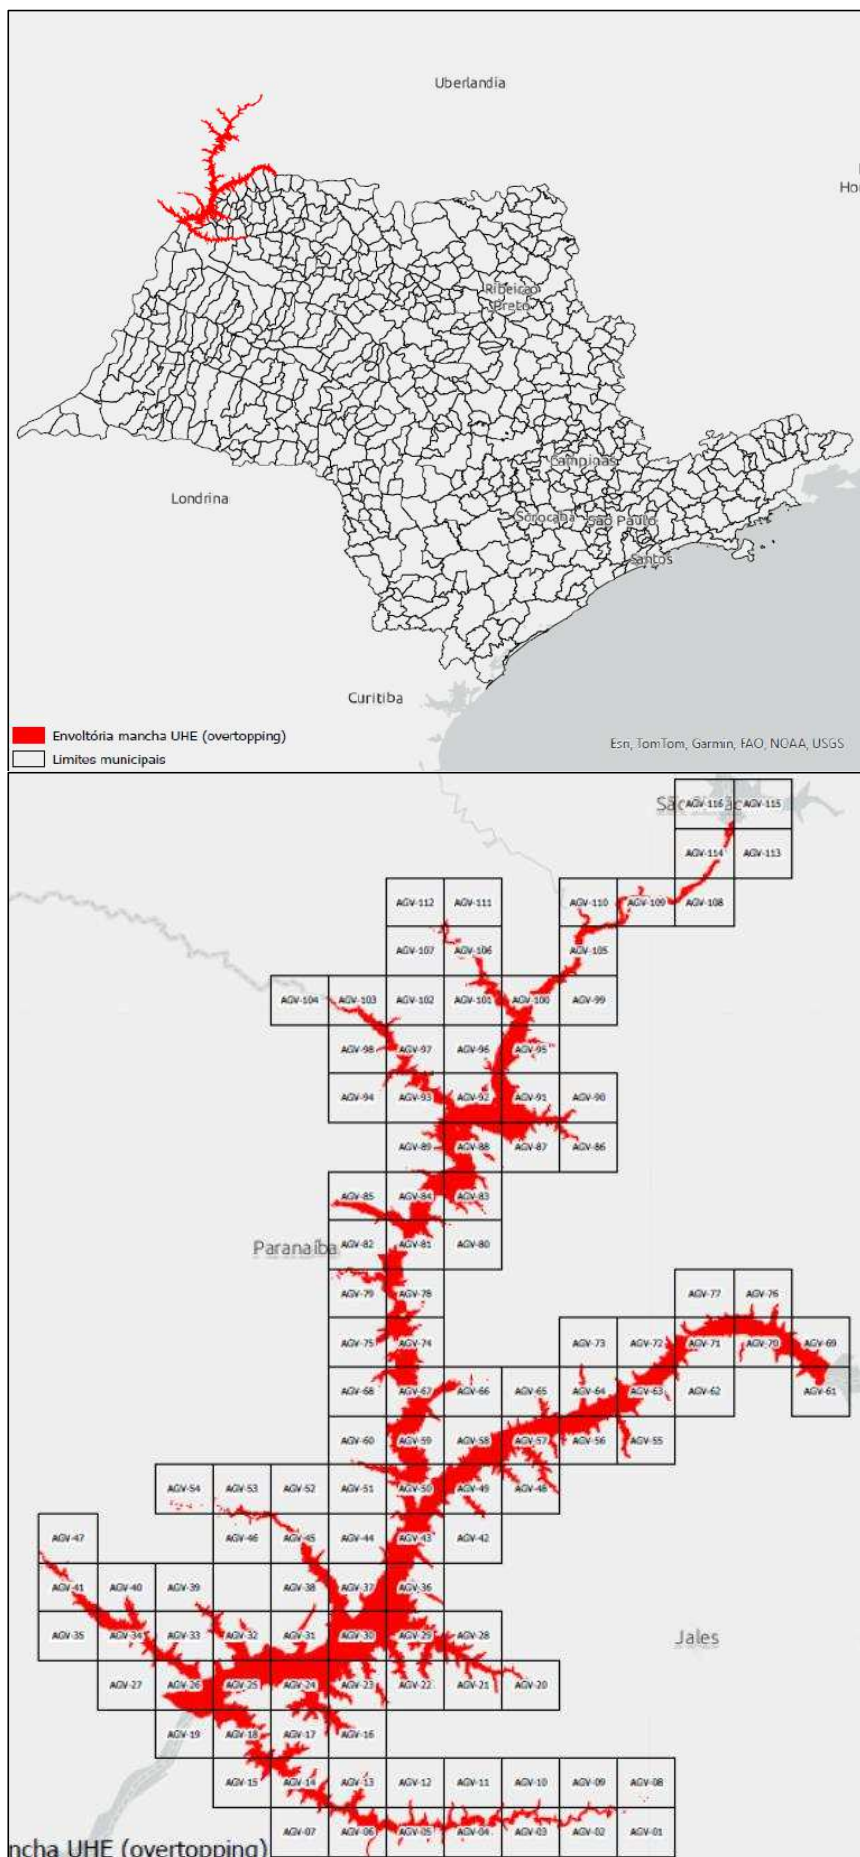 Uberlandia
Hor
Ribeirao
Preto
Campinas
Londrina
Sorocaba
São Paulo
Santos
Curitiba
Envoltória mancha UHE (overtopping)
Limites municipais
Esri, TomTom, Garmin, FAO, NOAA, USGS
AGV-116 AGV-115
AGV-114 AGV-113
AGV-112 AGV-111 AGV-110 AGV-109 AGV-108
AGV-107 AGV-106 AGV-105
AGV-104 AGV-103 AGV-102 AGV-101 AGV-100 AGV-99
AGV-98 AGV-97 AGV-96 AGV-95
AGV-94 AGV-93 AGV-92 AGV-91 AGV-90
AGV-89 AGV-88 AGV-87 AGV-86
AGV-85 AGV-84 AGV-83
Paranaíba AGV-82 AGV-81 AGV-80
AGV-79 AGV-78 AGV-77 AGV-76
AGV-75 AGV-74 AGV-73 AGV-72 AGV-71 AGV-70 AGV-69
AGV-68 AGV-67 AGV-66 AGV-65 AGV-64 AGV-63 AGV-62 AGV-61
AGV-60 AGV-59 AGV-58 AGV-57 AGV-56 AGV-55
AGV-54 AGV-53 AGV-52 AGV-51 AGV-50 AGV-49 AGV-48
AGV-47 AGV-46 AGV-45 AGV-44 AGV-43 AGV-42
AGV-41 AGV-40 AGV-39 AGV-38 AGV-37 AGV-36
AGV-35 AGV-34 AGV-33 AGV-32 AGV-31 AGV-30 AGV-29 AGV-28 Jales
AGV-27 AGV-26 AGV-25 AGV-24 AGV-23 AGV-22 AGV-21 AGV-20
AGV-19 AGV-18 AGV-17 AGV-16
AGV-15 AGV-14 AGV-13 AGV-12 AGV-11 AGV-10 AGV-09 AGV-08
AGV-07 AGV-06 AGV-05 AGV-04 AGV-03 AGV-02 AGV-01
ncha UHE (overtopping)